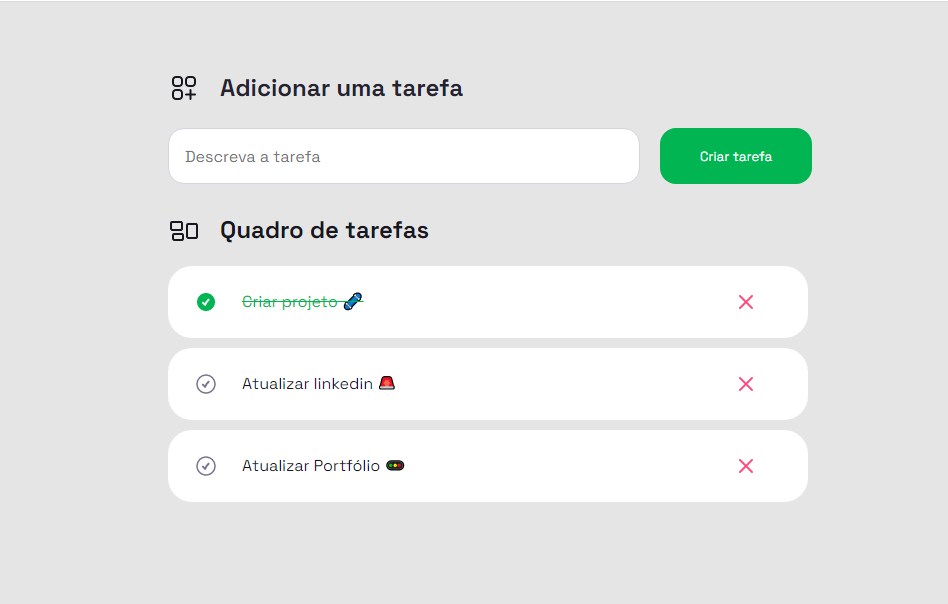 Adicionar uma tarefa
Descreva a tarefa
Criar tarefa
Quadro de tarefas
Criar projeto
Atualizar linkedin 🚨
Atualizar Portfólio 🚥